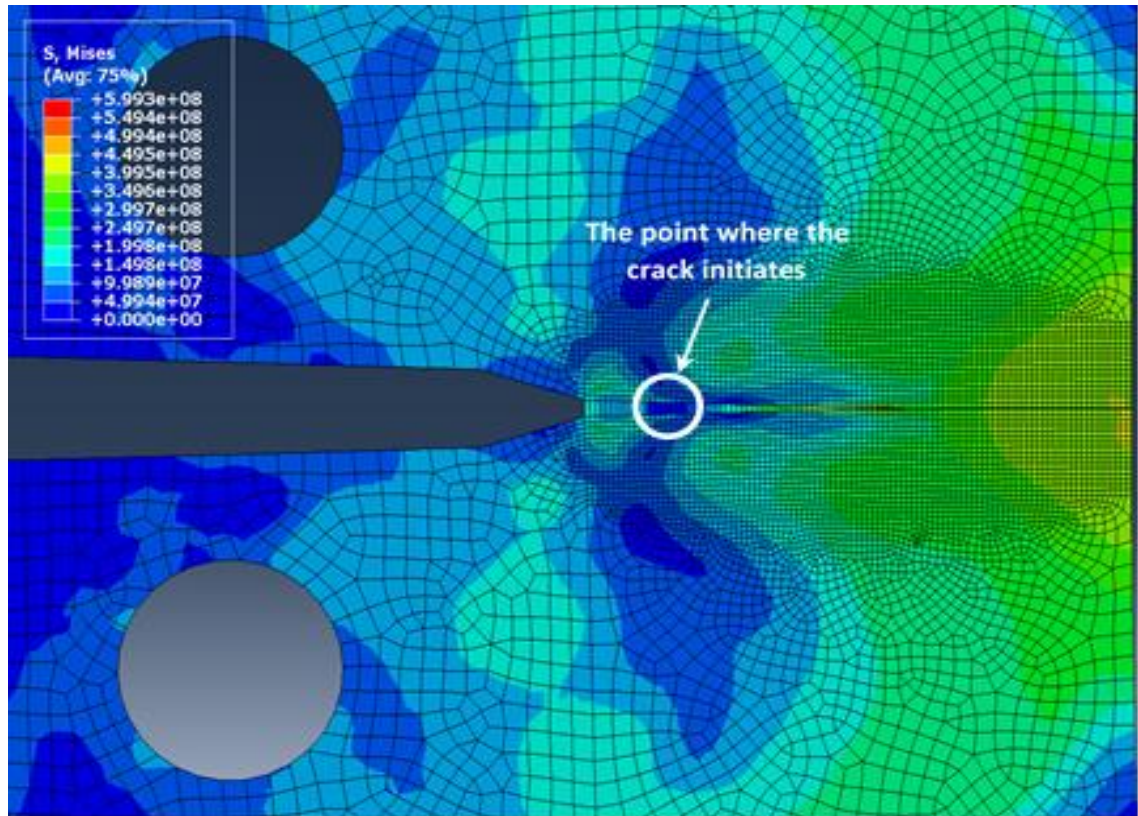 S, Mises
(Avg: 75%)
+5.993e+08
+5.494e+08
+4.994e+08
+4.495e+08
+3.995e+08
+3.496e+08
+2.997e+08
+2.497e+08
+1.998e+08
+1.498e+08
+9.989e+07
+4.994e+07
+0.000e+00
The point where the
crack initiates